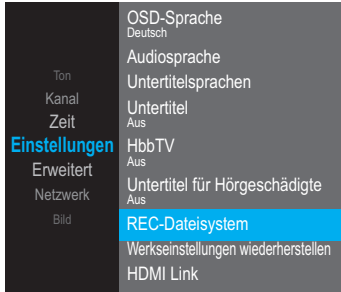 Ton
Kanal
Zeit
Einstellungen
Erweitert
Netzwerk
Bild
OSD-Sprache
Deutsch
Audiosprache
Untertitelsprachen
Untertitel
Aus
HbbTV
Aus
Untertitel für Hörgeschädigte
Aus
REC-Dateisystem
Werkseinstellungen wiederherstellen
HDMI Link